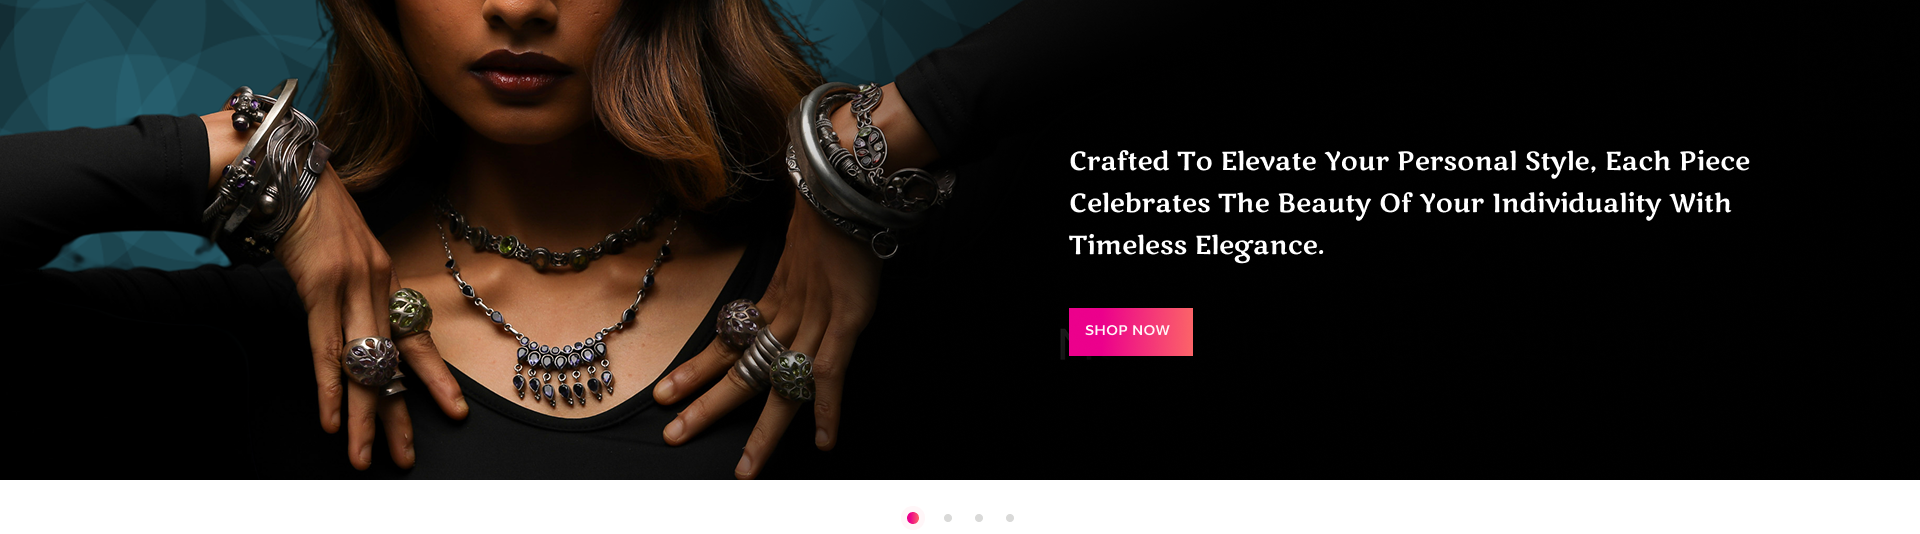 Crafted To Elevate Your Personal Style, Each Piece
Celebrates The Beauty Of Your Individuality With
Timeless Elegance.
SHOP NOW